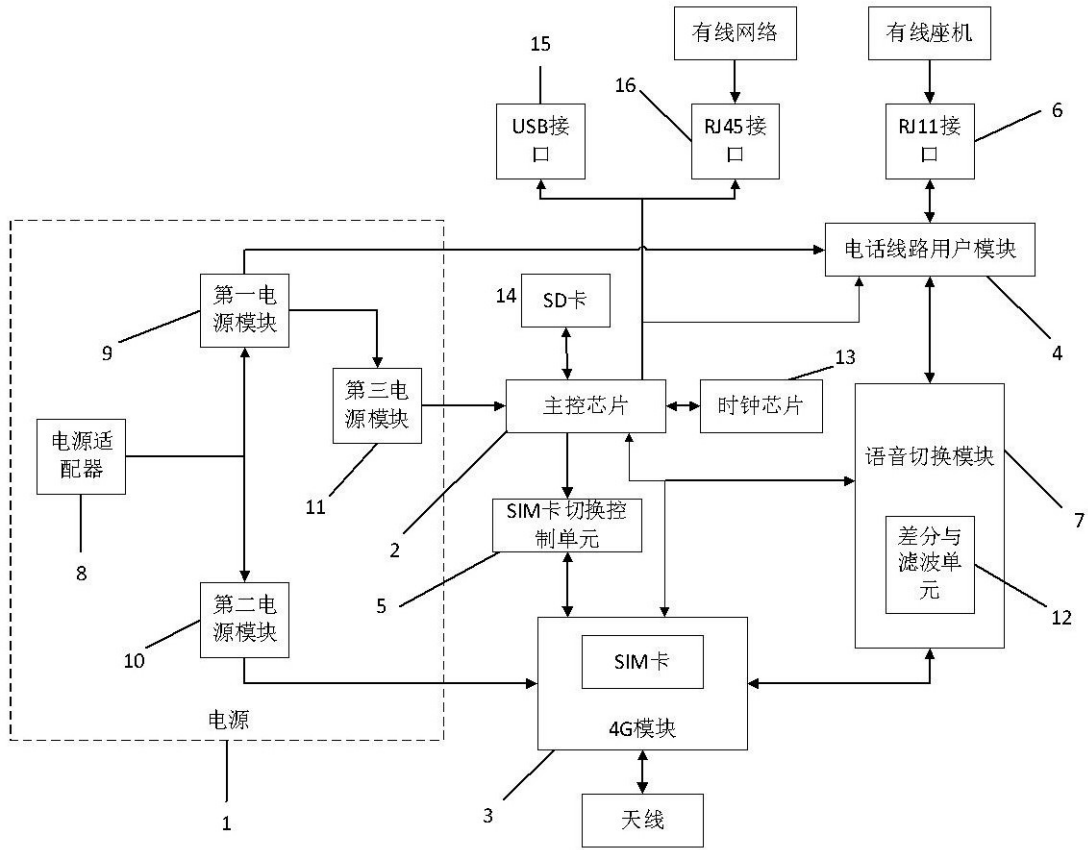 有线网络
有线座机
15
16
6
USB接
口
RJ45接
口
RJ11接
口
电话线路用户模块
第一电
源模块
14
SD卡
9
4
13
第三电
源模块
主控芯片
时钟芯片
电源适
配器
语音切换模块
11
2
SIM卡切换控
制单元
7
8
差分与
滤波单
元
5
12
第二电
源模块
10
SIM卡
电源
4G模块
1
3
天线